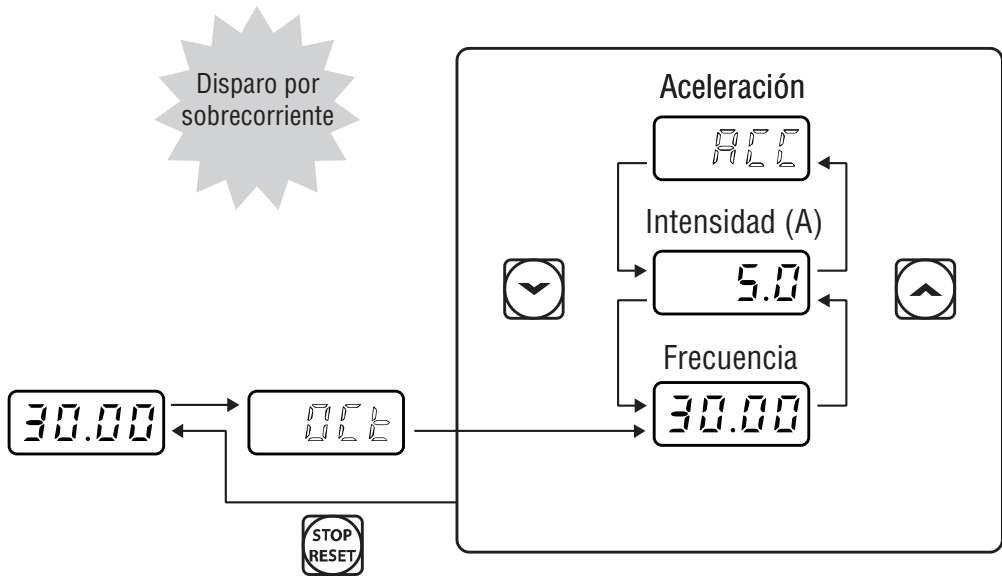 Disparo por
sobrecorriente
Aceleración
ACC
Intensidad (A)
5.0
Frecuencia
30.00
30.00
OCt
STOP
RESET